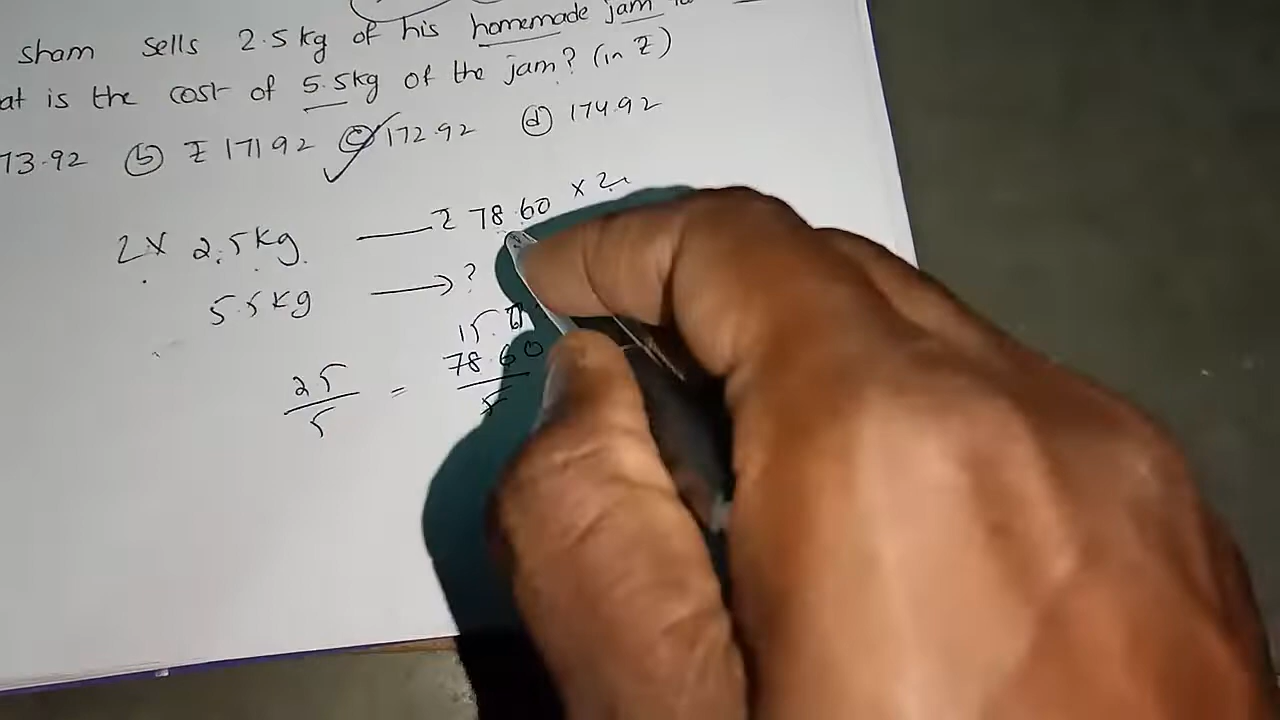 sham sells 2.5kg of his homemade jam
at is the cost of 5.5kg of the jam? (in ₹)
73.92 (b) ₹ 171.92 (c) 172.92 (d) 174.92
2 x 2.5kg — ₹ 78.60 x 2
5.5kg → ?
15.
25/5 = 78.60/5